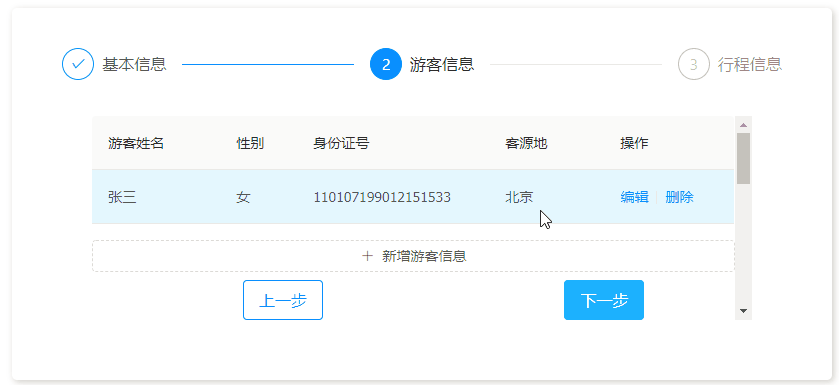 基本信息 2 游客信息 3 行程信息
游客姓名 性别 身份证号 客源地 操作
张三 女 110107199012151533 北京 编辑 删除
+ 新增游客信息
上一步 下一步